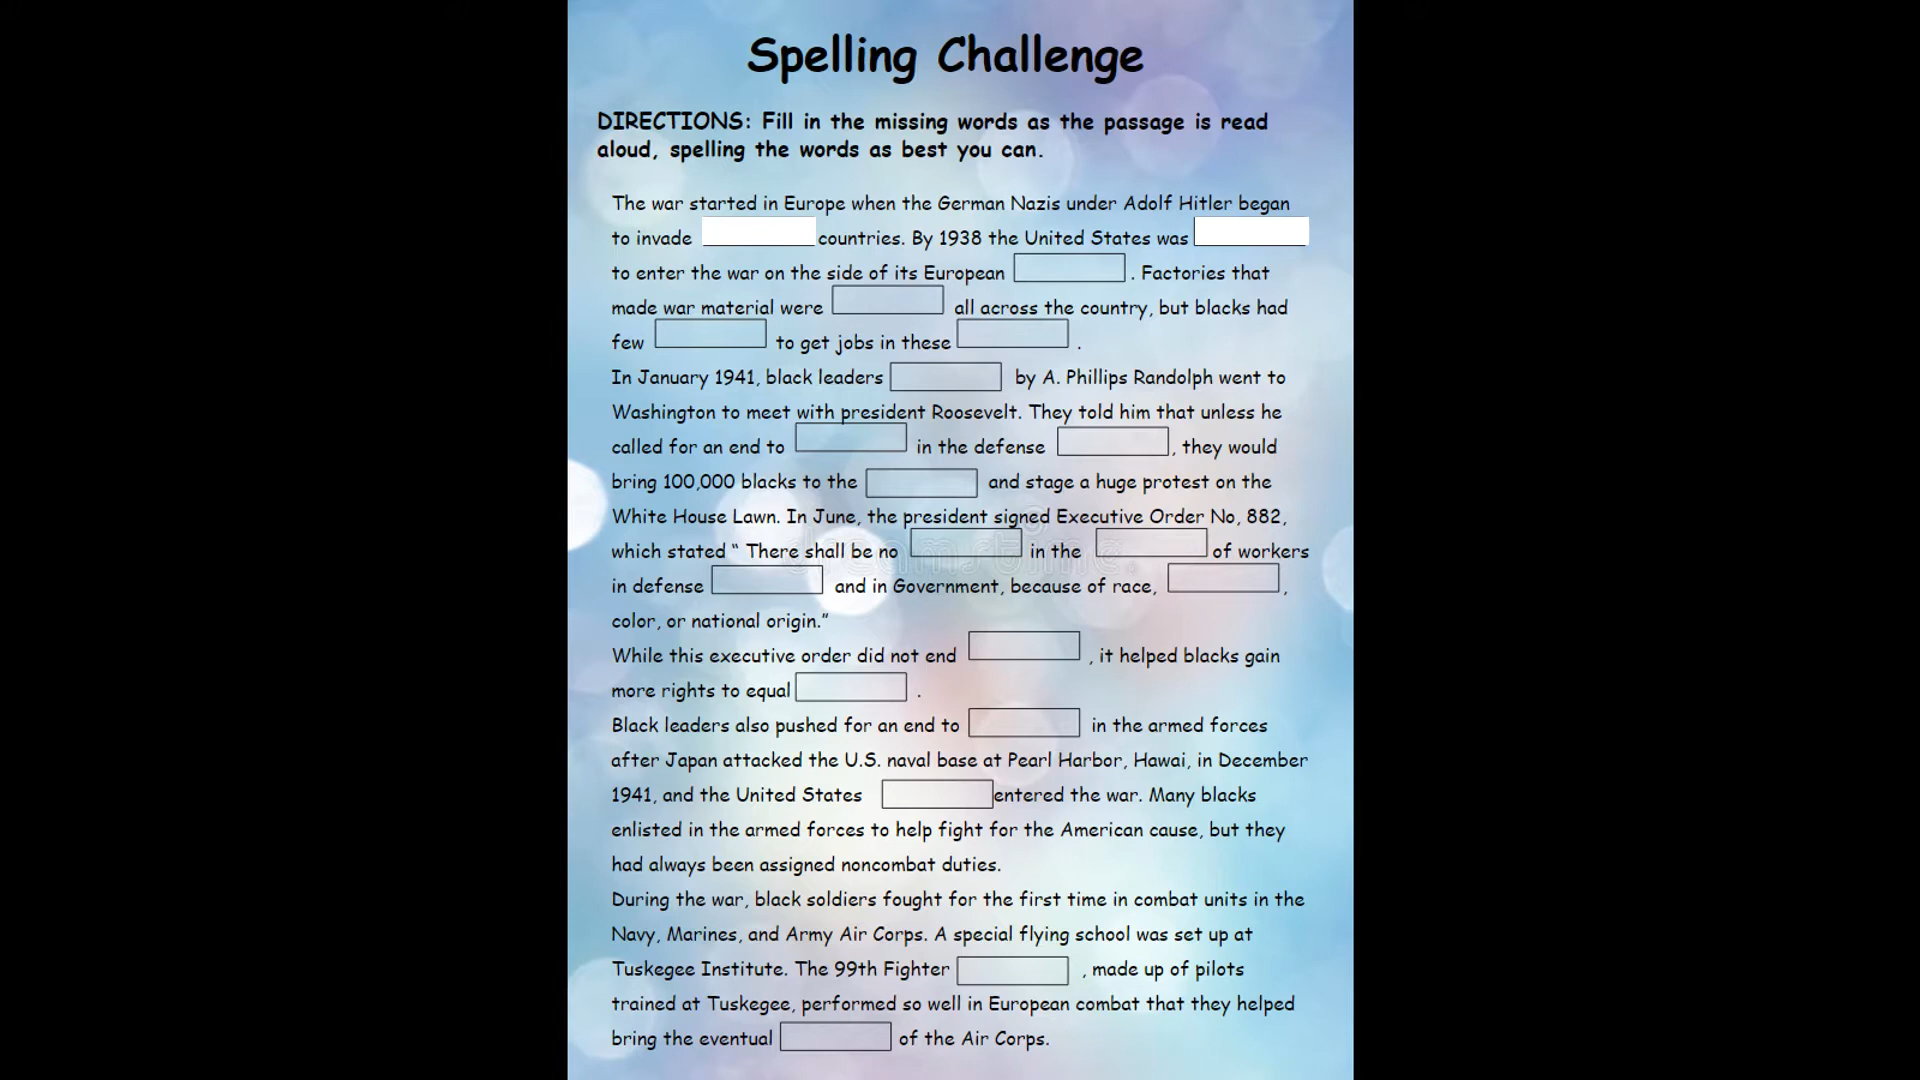 Spelling Challenge
DIRECTIONS: Fill in the missing words as the passage is read
aloud, spelling the words as best you can.
The war started in Europe when the German Nazis under Adolf Hitler began
to invade countries. By 1938 the United States was
to enter the war on the side of its European . Factories that
made war material were all across the country, but blacks had
few to get jobs in these .
In January 1941, black leaders by A. Phillips Randolph went to
Washington to meet with president Roosevelt. They told him that unless he
called for an end to in the defense , they would
bring 100,000 blacks to the and stage a huge protest on the
White House Lawn. In June, the president signed Executive Order No, 882,
which stated “ There shall be no in the of workers
in defense and in Government, because of race, ,
color, or national origin.”
While this executive order did not end , it helped blacks gain
more rights to equal .
Black leaders also pushed for an end to in the armed forces
after Japan attacked the U.S. naval base at Pearl Harbor, Hawai, in December
1941, and the United States entered the war. Many blacks
enlisted in the armed forces to help fight for the American cause, but they
had always been assigned noncombat duties.
During the war, black soldiers fought for the first time in combat units in the
Navy, Marines, and Army Air Corps. A special flying school was set up at
Tuskegee Institute. The 99th Fighter , made up of pilots
trained at Tuskegee, performed so well in European combat that they helped
bring the eventual of the Air Corps.
dreamstime.